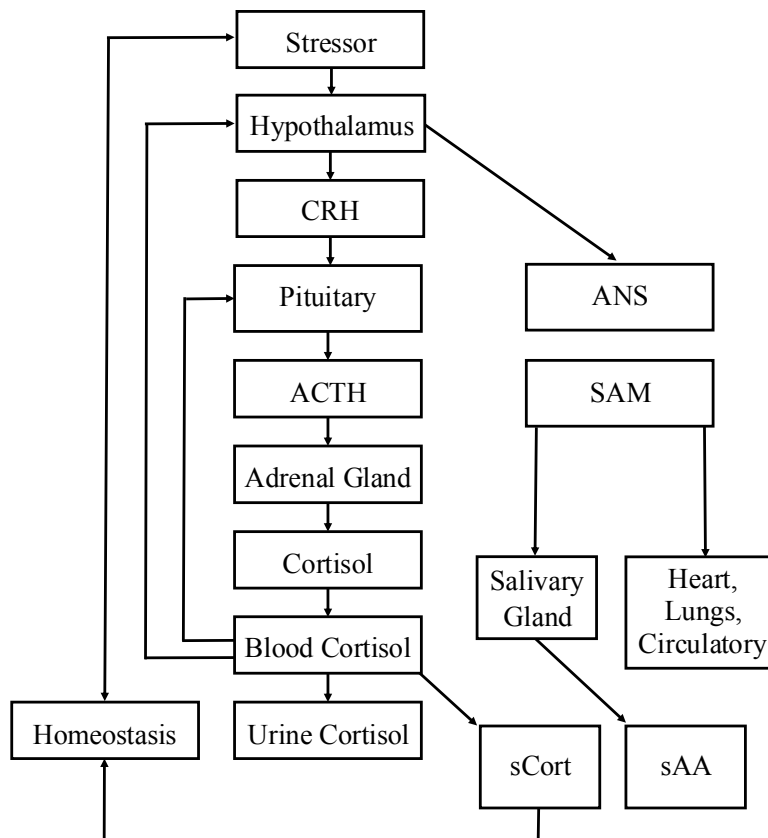 Stressor
Hypothalamus
CRH
Pituitary
ANS
ACTH
SAM
Adrenal Gland
Cortisol
Salivary
Gland
Heart,
Lungs,
Circulatory
Blood Cortisol
Homeostasis
Urine Cortisol
sCort
sAA